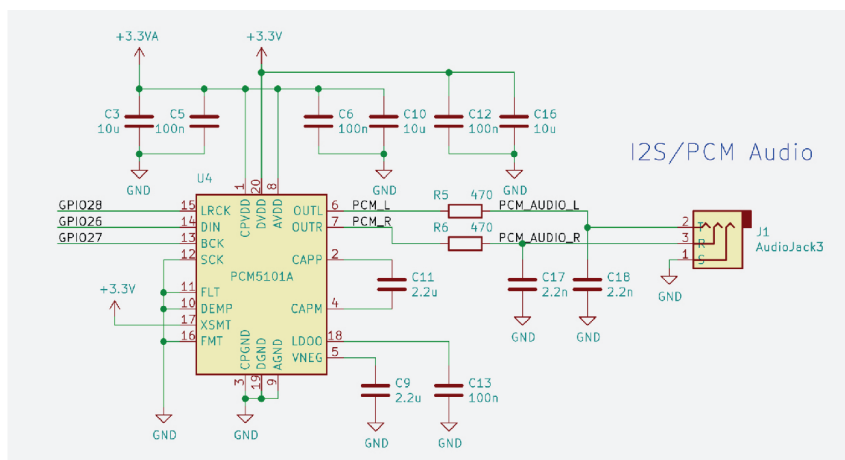 +3.3VA
+3.3V
C3
10u
C5
100n
C6
100n
C10
10u
C12
100n
C16
10u
I2S/PCM Audio
GND
GND
GND
U4
1
20
8
CPVDD
DVDD
AVDD
GPIO28
15
LRCK
OUTL
6
PCM_L
R5
470
PCM_AUDIO_L
GPIO26
14
DIN
OUTR
7
PCM_R
R6
470
PCM_AUDIO_R
GPIO27
13
BCK
12
SCK
CAPP
2
PCM5101A
C11
2.2u
C17
2.2n
C18
2.2n
2
T
3
R
1
S
J1
AudioJack3
GND
GND
GND
+3.3V
11
FLT
10
DEMP
CAPM
4
17
XSMT
16
FMT
LDOO
18
VNEG
5
CPGND
DGND
AGND
3
19
9
C9
2.2u
C13
100n
GND
GND
GND
GND